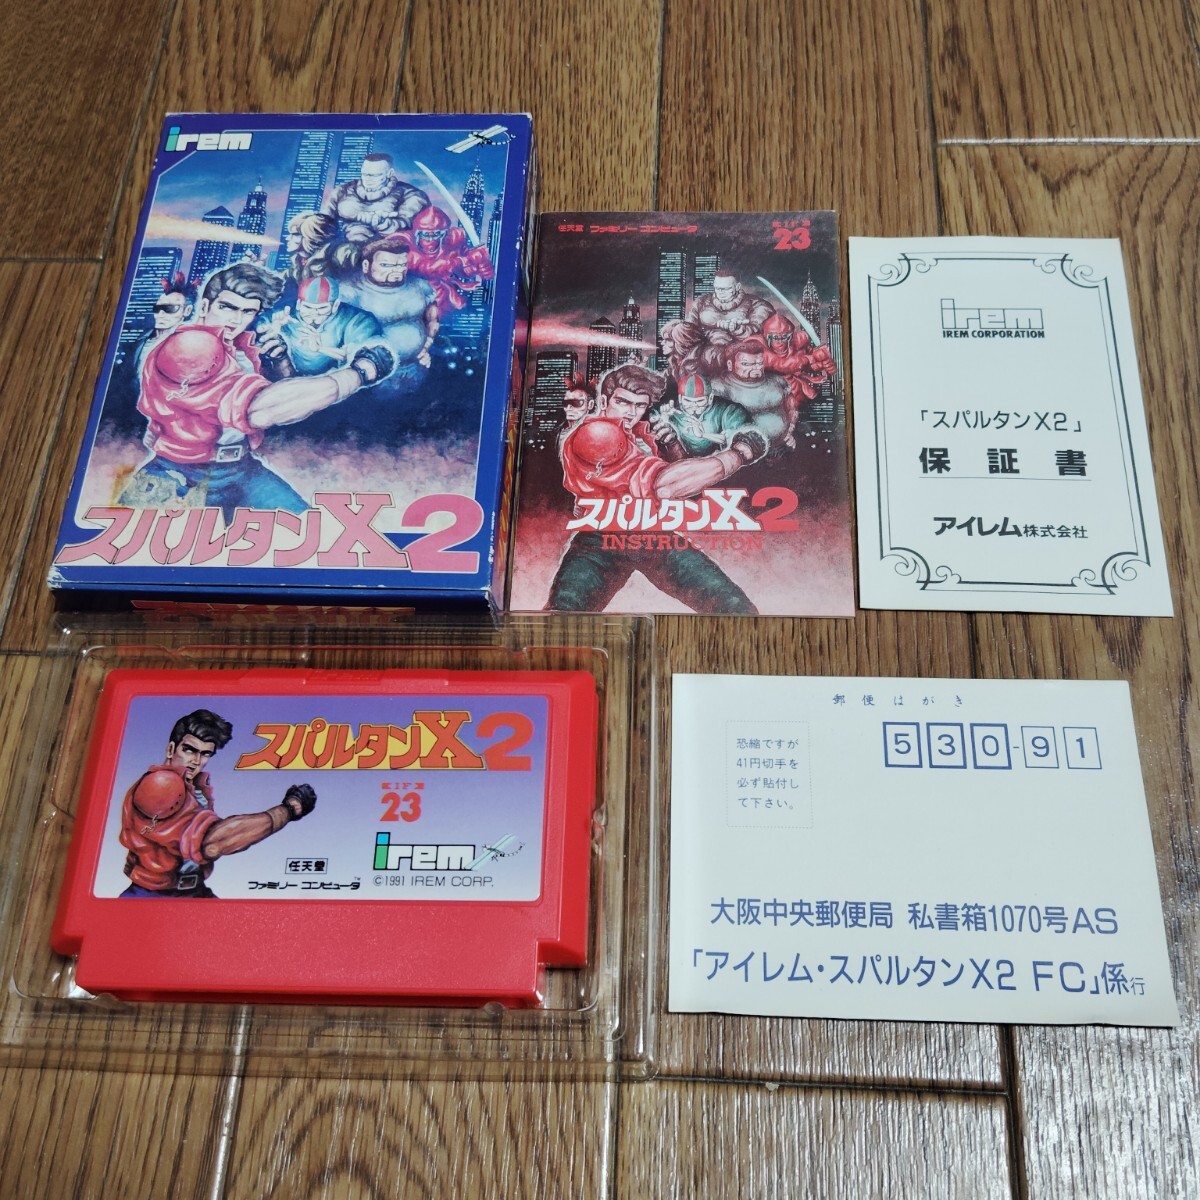 irem
スパルタンX2
任天堂 ファミリーコンピュータ
IF
23
スパルタンX2
INSTRUCTION
irem
IREM CORPORATION
「スパルタンX2」
保証書
アイレム株式会社
スパルタンX2
IF
23
irem
任天堂
ファミリーコンピュータ™
©1991 IREM CORP.
郵便はがき
530-91
恐縮ですが
41円切手を
必ず貼付し
て下さい。
大阪中央郵便局 私書箱1070号AS
「アイレム・スパルタンX2 FC」係行